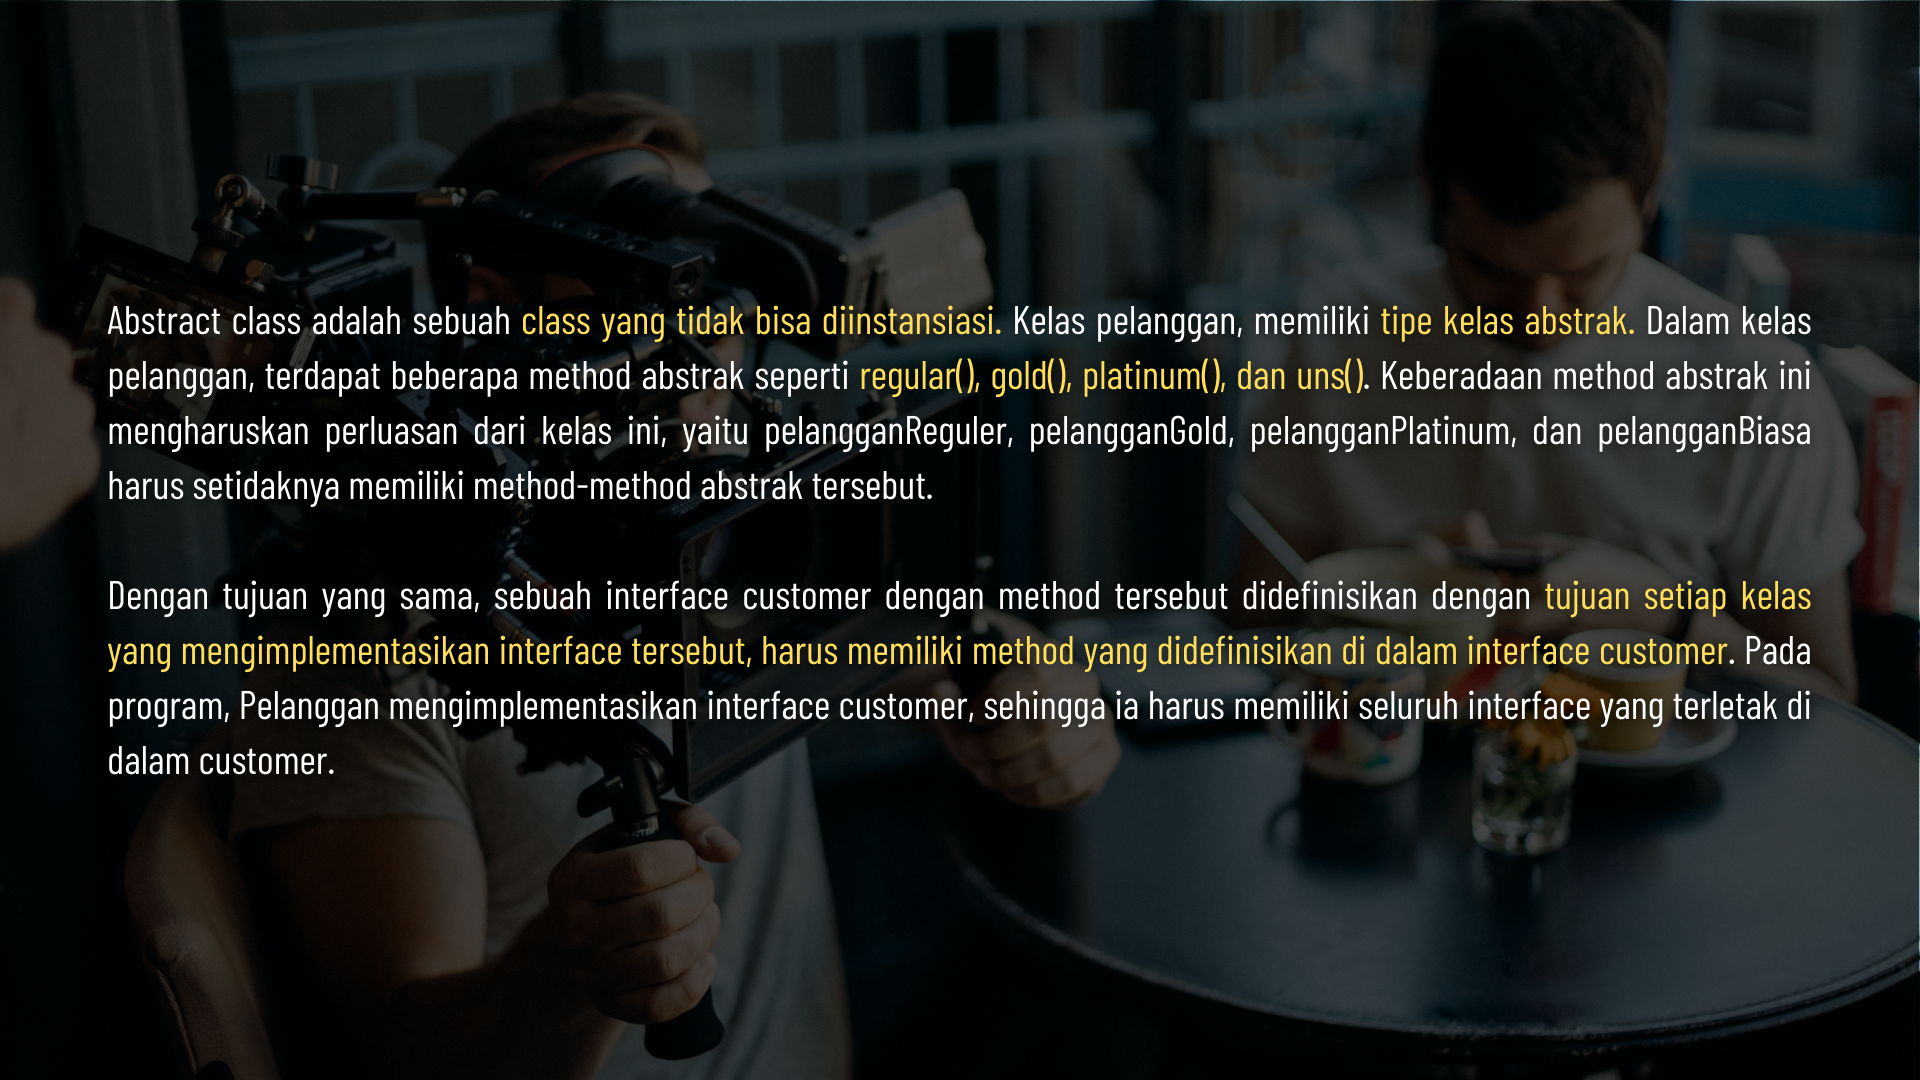 Abstract class adalah sebuah class yang tidak bisa diinstansiasi. Kelas pelanggan, memiliki tipe kelas abstrak. Dalam kelas
pelanggan, terdapat beberapa method abstrak seperti regular(), gold(), platinum(), dan uns(). Keberadaan method abstrak ini
mengharuskan perluasan dari kelas ini, yaitu pelangganReguler, pelangganGold, pelangganPlatinum, dan pelangganBiasa
harus setidaknya memiliki method-method abstrak tersebut.
Dengan tujuan yang sama, sebuah interface customer dengan method tersebut didefinisikan dengan tujuan setiap kelas
yang mengimplementasikan interface tersebut, harus memiliki method yang didefinisikan di dalam interface customer. Pada
program, Pelanggan mengimplementasikan interface customer, sehingga ia harus memiliki seluruh interface yang terletak di
dalam customer.